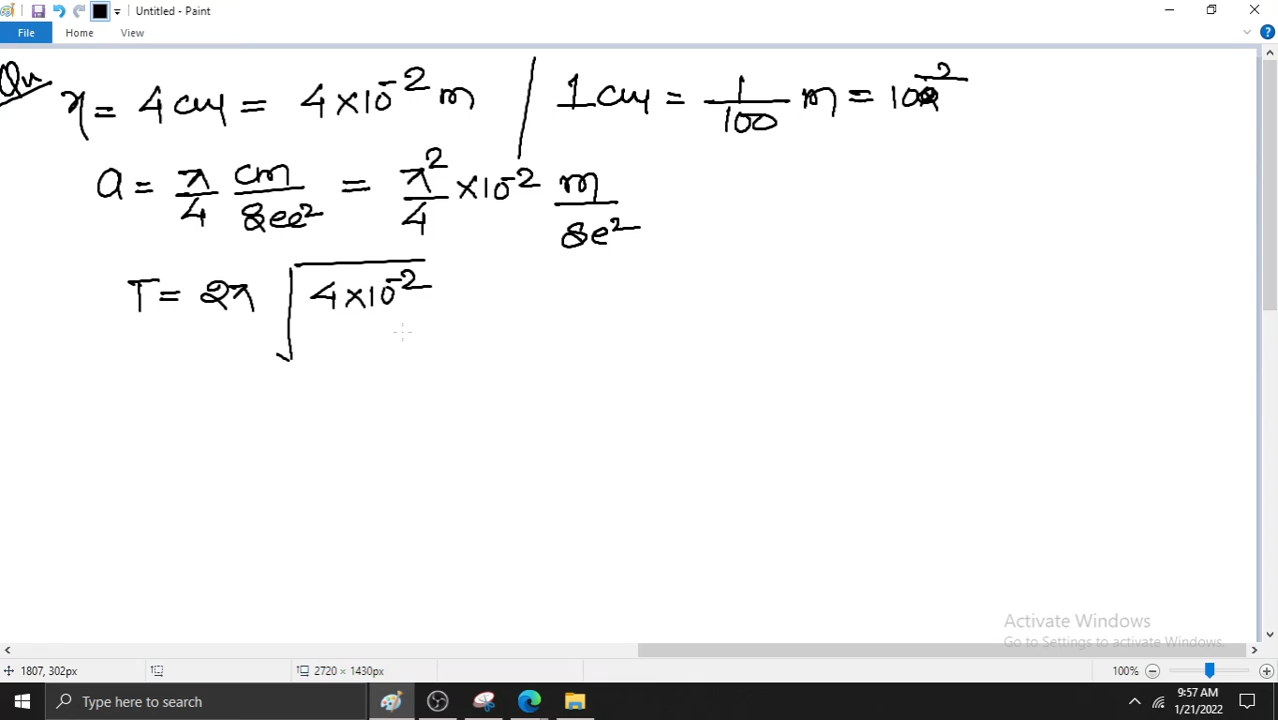 Untitled - Paint
File Home View
Qn
x = 4 cm = 4×10⁻² m / 1 cm = 1/100 m = 10⁻²
a = π/4 cm/sec² = π²/4 ×10⁻² m/se²
T = 2π √4×10⁻²
Activate Windows
Go to Settings to activate Windows.
1807, 302px 2720 × 1430px 100%
Type here to search
9:57 AM
1/21/2022